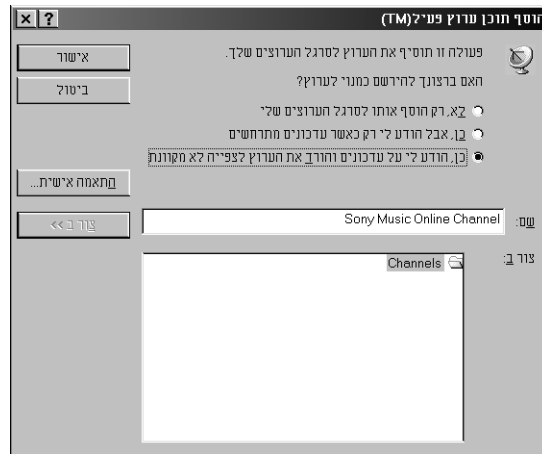 הוסף תוכן ערוץ פעיל(TM)
פעולה זו תוסיף את הערוץ לסרגל הערוצים שלך.
האם ברצונך להירשם כמנוי לערוץ?
לא, רק הוסף אותו לסרגל הערוצים שלי
כן, אבל הודע לי רק כאשר עדכונים מתרחשים
כן, הודע לי על עדכונים והורד את הערוץ לצפייה לא מקוונת
אישור
ביטול
התאמה אישית...
שם:
Sony Music Online Channel
צור ב >>
צור ב:
Channels